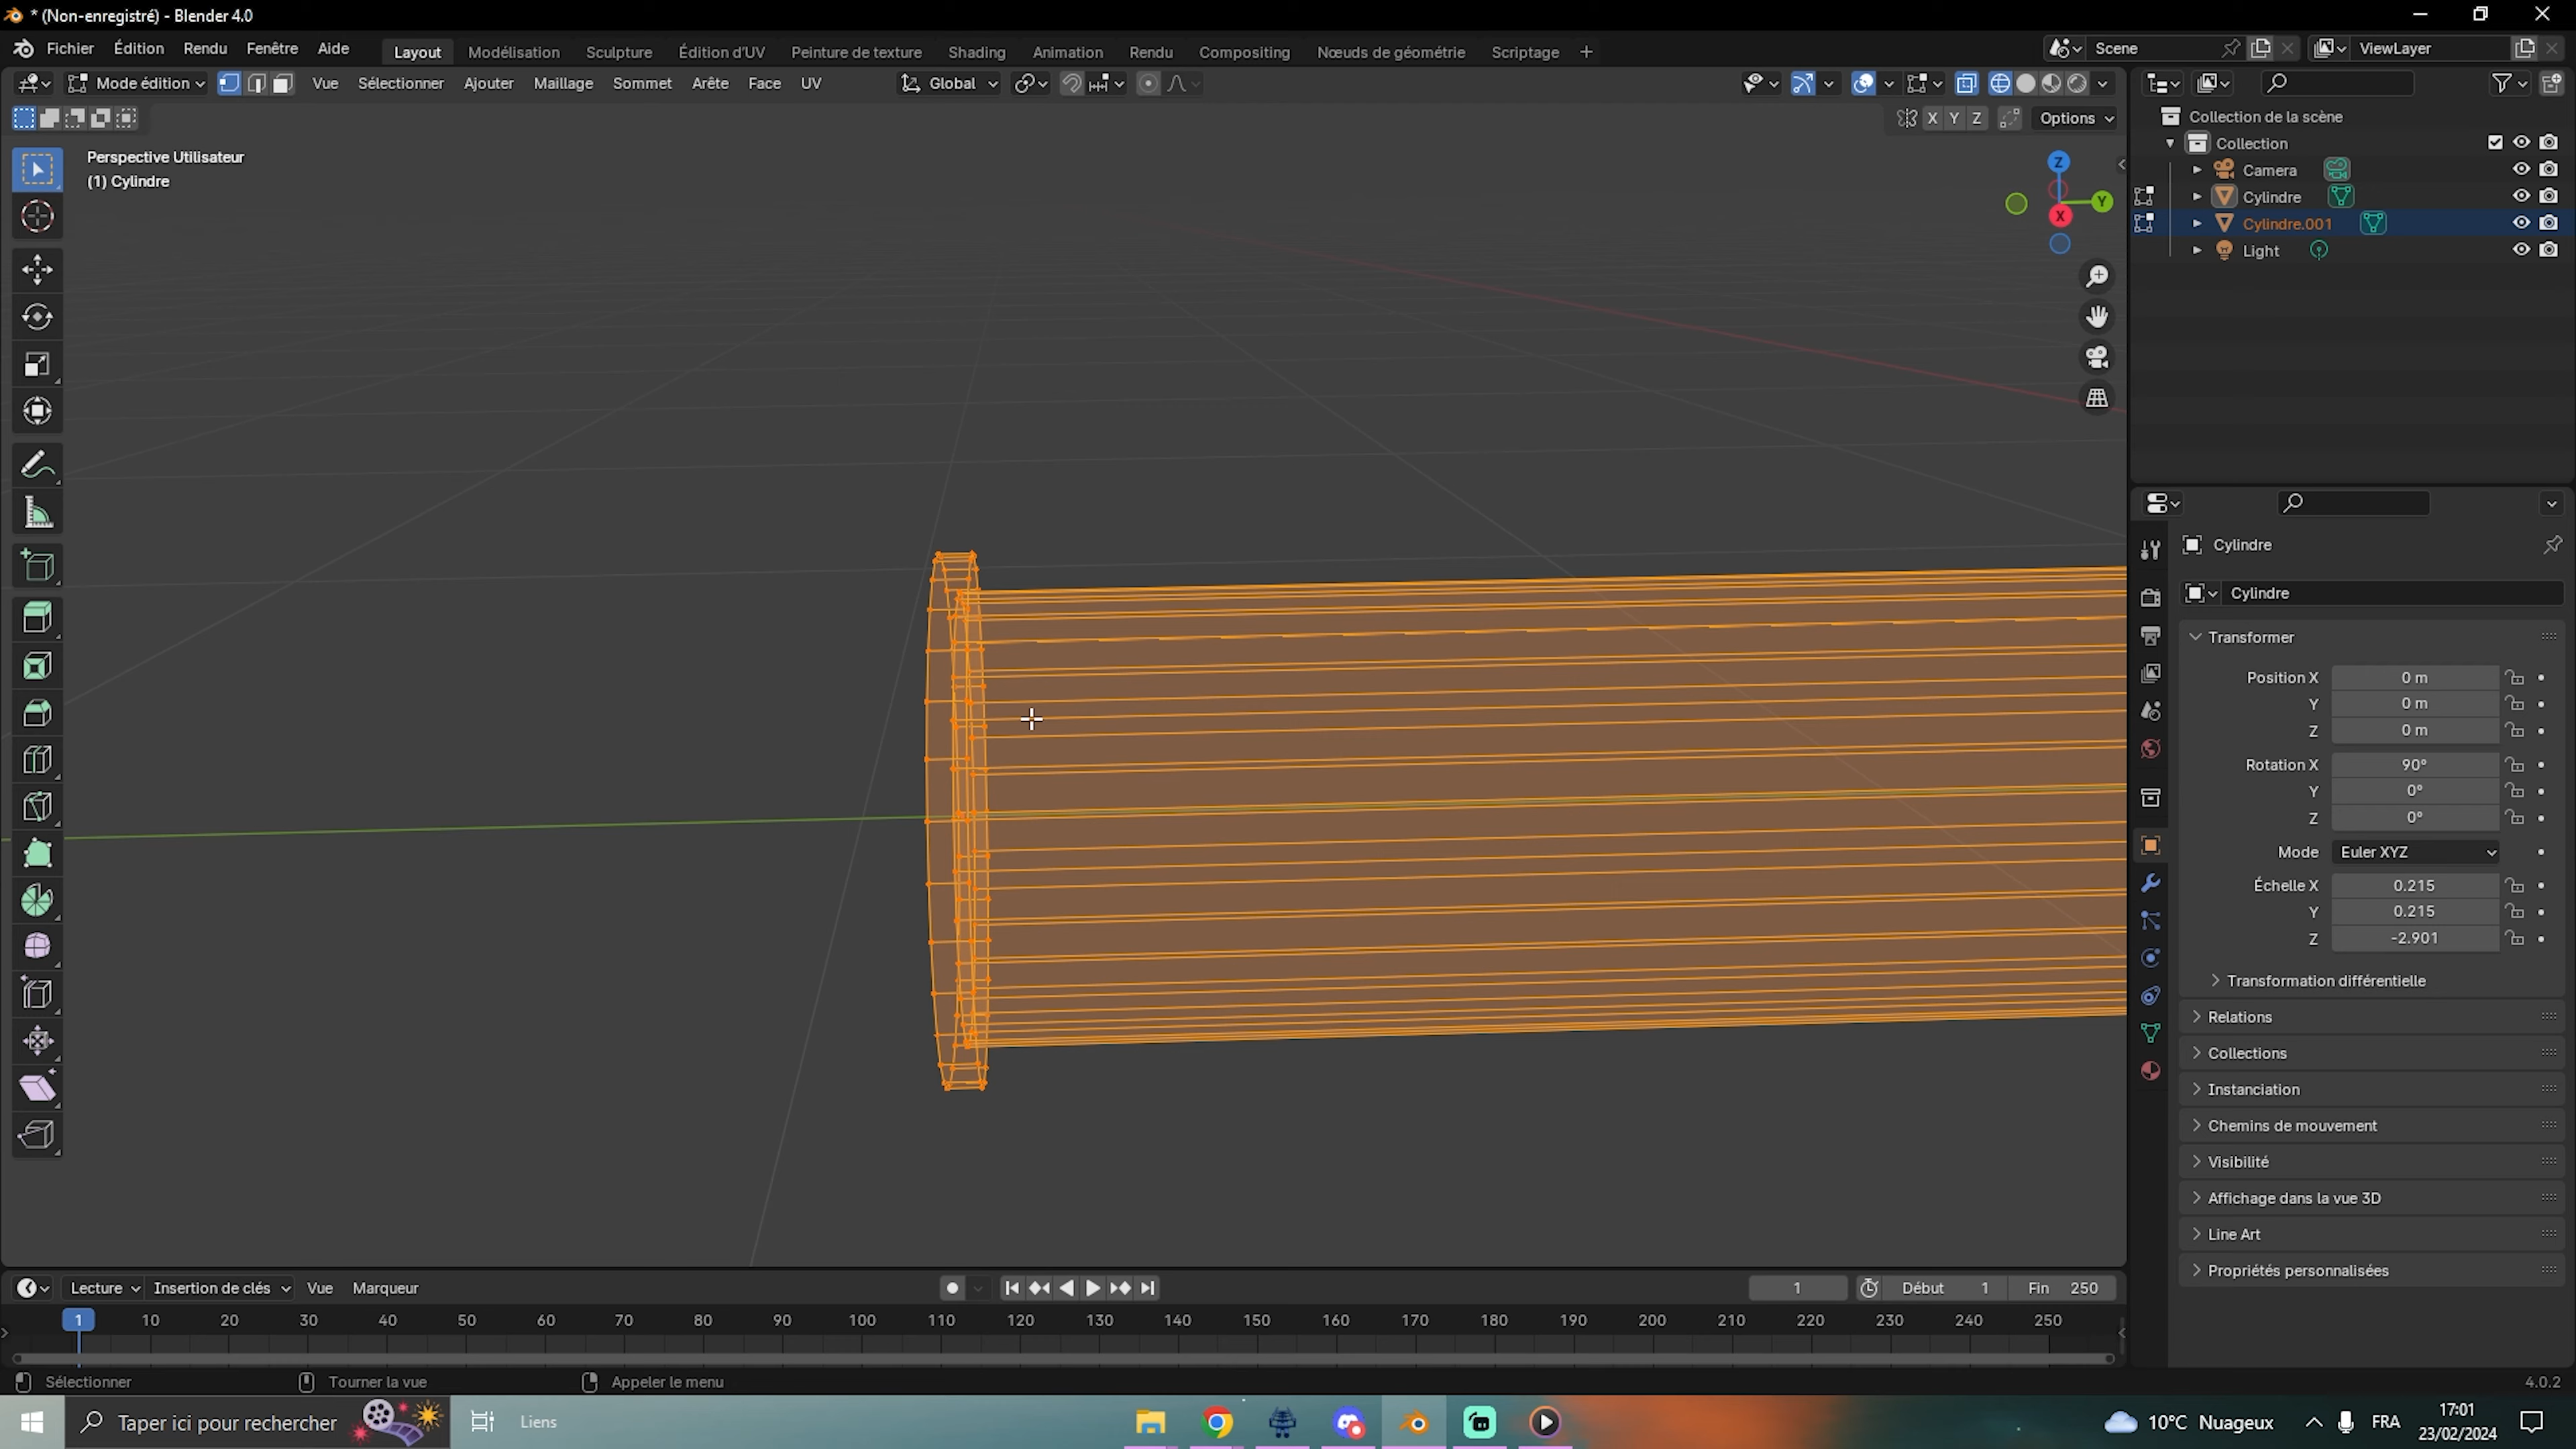 * (Non-enregistré) - Blender 4.0
Fichier Édition Rendu Fenêtre Aide Layout Modélisation Sculpture Édition d'UV Peinture de texture Shading Animation Rendu Compositing Nœuds de géométrie Scriptage + Scene ViewLayer
Mode édition Vue Sélectionner Ajouter Maillage Sommet Arête Face UV Global
X Y Z Options
Collection de la scène
Collection
Camera
Cylindre
Cylindre.001
Light
Perspective Utilisateur
(1) Cylindre
Z
Y
X
Cylindre
Cylindre
Transformer
Position X 0 m
Y 0 m
Z 0 m
Rotation X 90°
Y 0°
Z 0°
Mode Euler XYZ
Échelle X 0.215
Y 0.215
Z -2.901
Transformation différentielle
Relations
Collections
Instanciation
Chemins de mouvement
Visibilité
Affichage dans la vue 3D
Line Art
Propriétés personnalisées
Lecture Insertion de clés Vue Marqueur 1 Début 1 Fin 250
1 10 20 30 40 50 60 70 80 90 100 110 120 130 140 150 160 170 180 190 200 210 220 230 240 250
Sélectionner Tourner la vue Appeler le menu 4.0.2
Taper ici pour rechercher Liens 10°C Nuageux FRA 17:01
23/02/2024